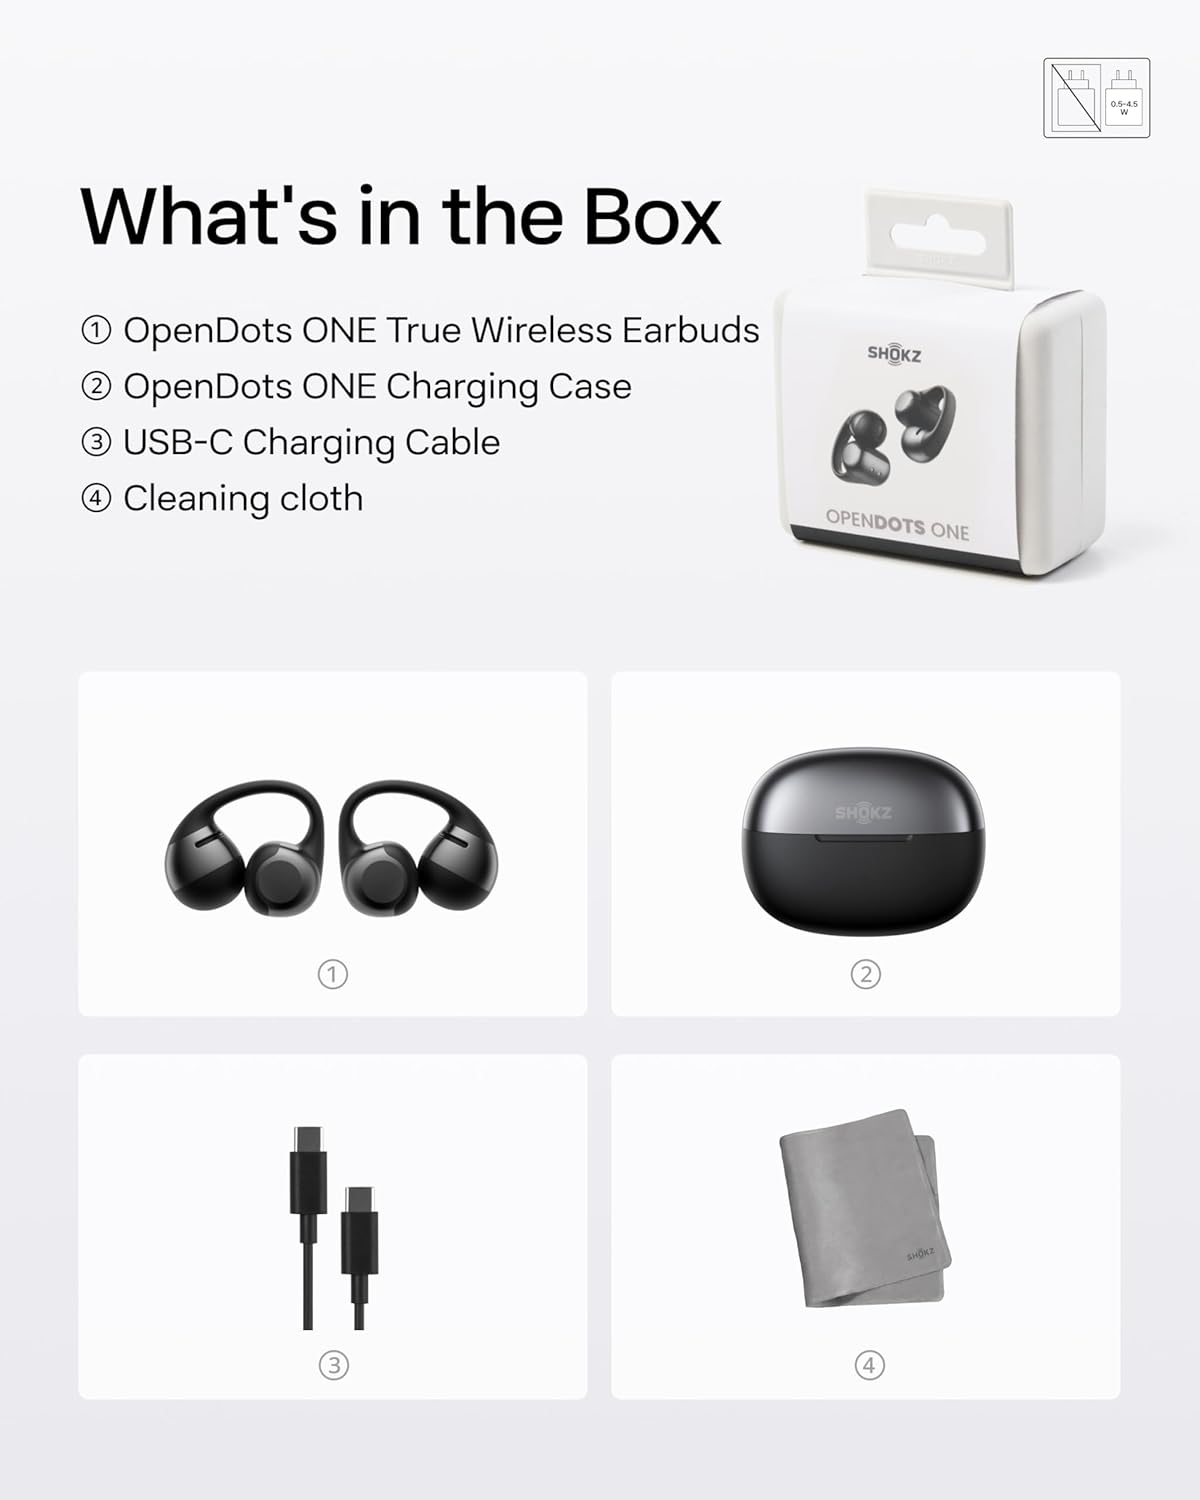 0.5–4.5
W
What's in the Box
① OpenDots ONE True Wireless Earbuds
② OpenDots ONE Charging Case
③ USB-C Charging Cable
④ Cleaning cloth
SHOKZ
SHOKZ
OPENDOTS ONE
SHOKZ
①
②
SHOKZ
③
④